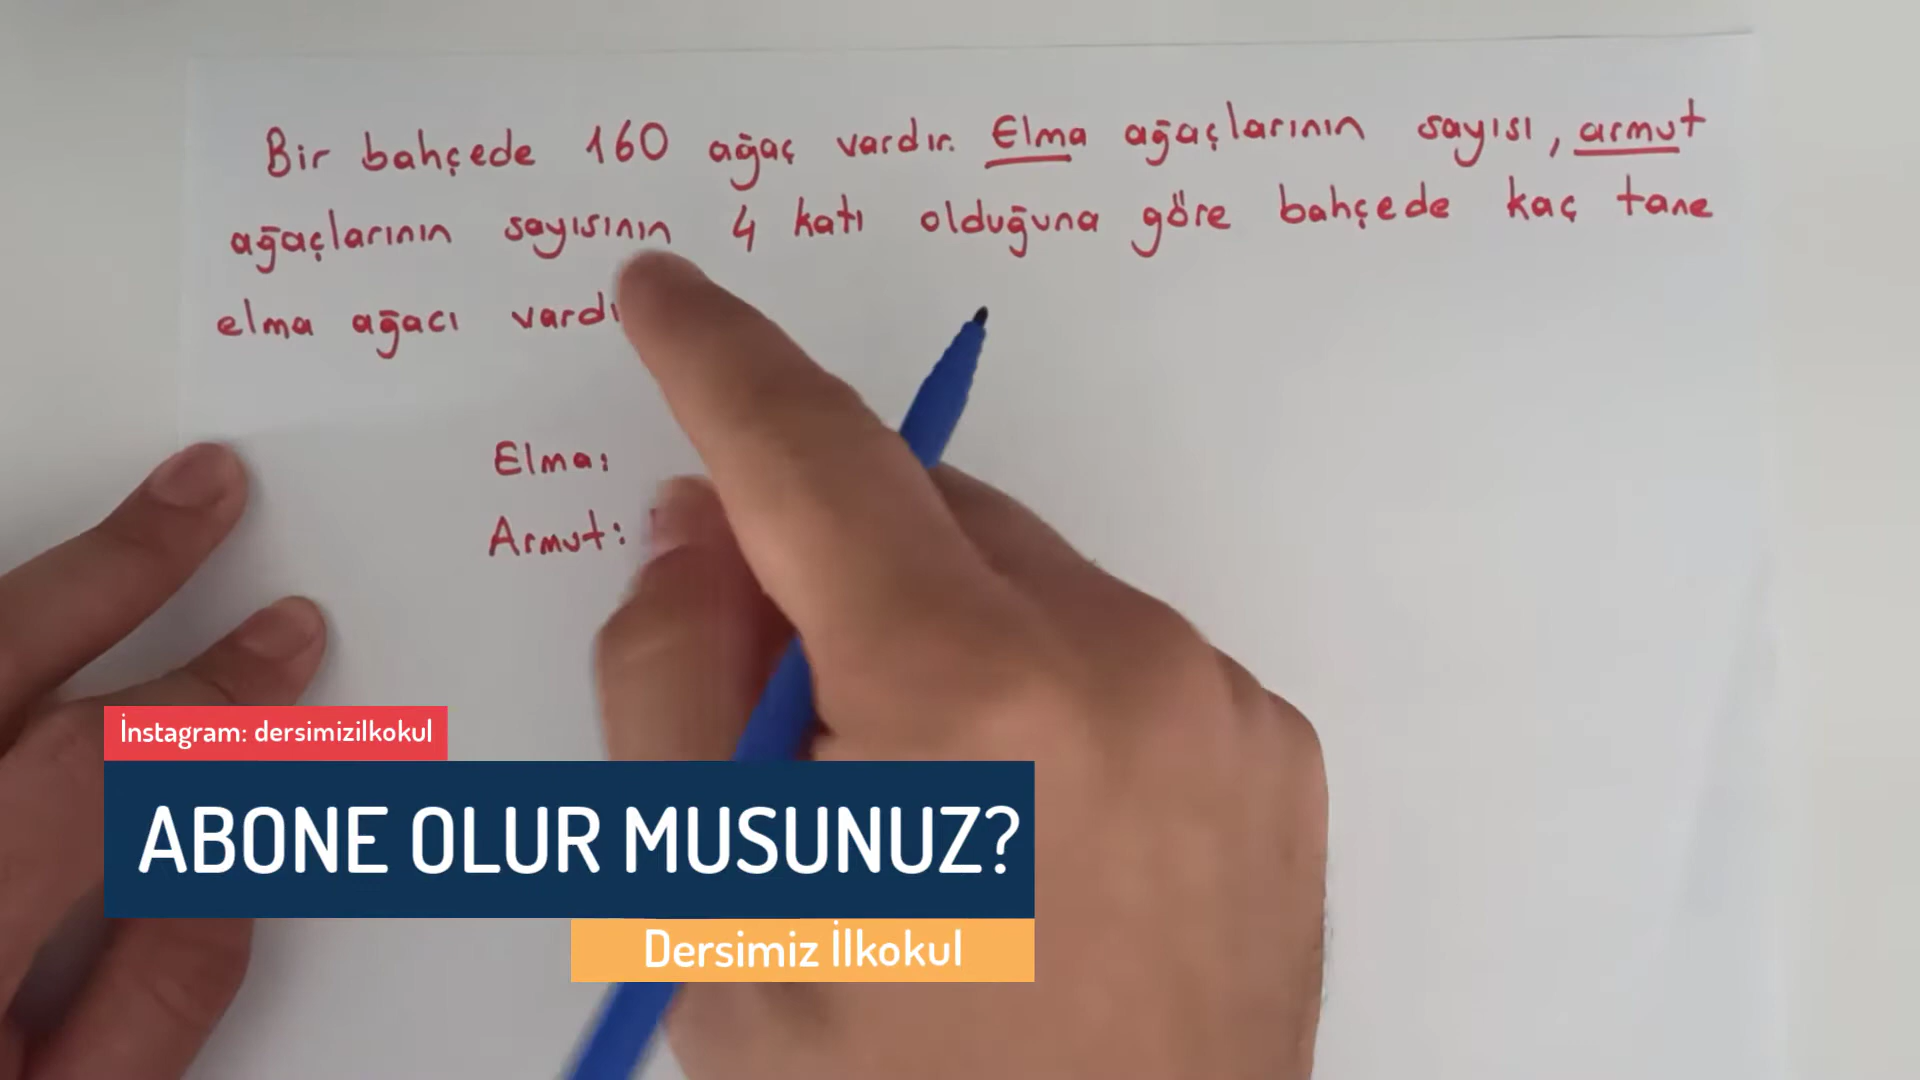 Bir bahçede 160 ağaç vardır. Elma ağaçlarının sayısı, armut
ağaçlarının sayısının 4 katı olduğuna göre bahçede kaç tane
elma ağacı vardı
Elma:
Armut:
İnstagram: dersimizilkokul
ABONE OLUR MUSUNUZ?
Dersimiz İlkokul